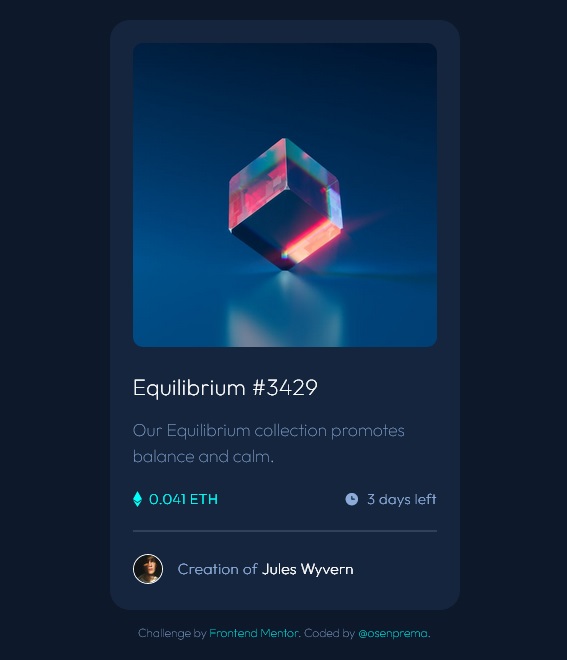 Equilibrium #3429
Our Equilibrium collection promotes
balance and calm.
0.041 ETH
3 days left
Creation of Jules Wyvern
Challenge by Frontend Mentor. Coded by @osenprema.